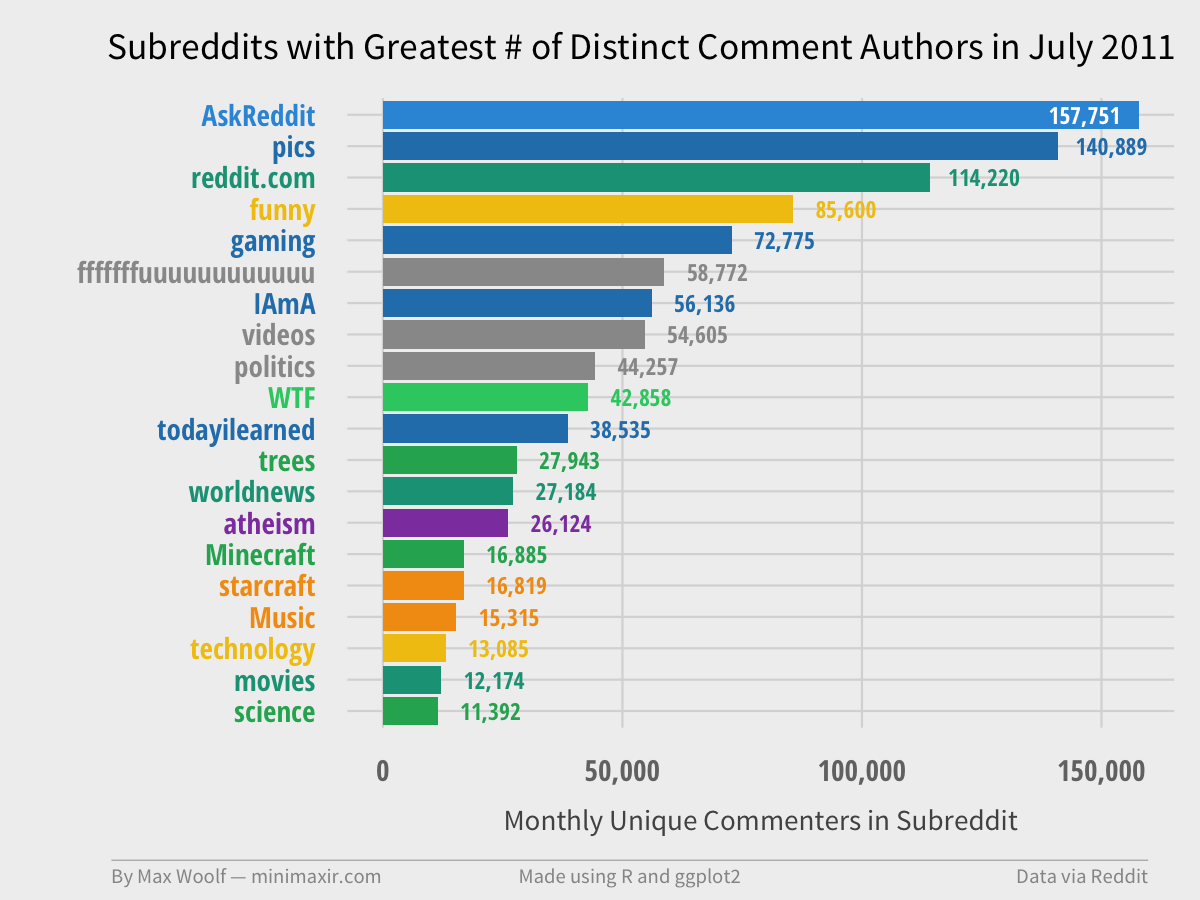 Subreddits with Greatest # of Distinct Comment Authors in July 2011
AskReddit 157,751
pics 140,889
reddit.com 114,220
funny 85,600
gaming 72,775
fffffffuuuuuuuuuuuu 58,772
IAmA 56,136
videos 54,605
politics 44,257
WTF 42,858
todayilearned 38,535
trees 27,943
worldnews 27,184
atheism 26,124
Minecraft 16,885
starcraft 16,819
Music 15,315
technology 13,085
movies 12,174
science 11,392
0 50,000 100,000 150,000
Monthly Unique Commenters in Subreddit
By Max Woolf — minimaxir.com Made using R and ggplot2 Data via Reddit